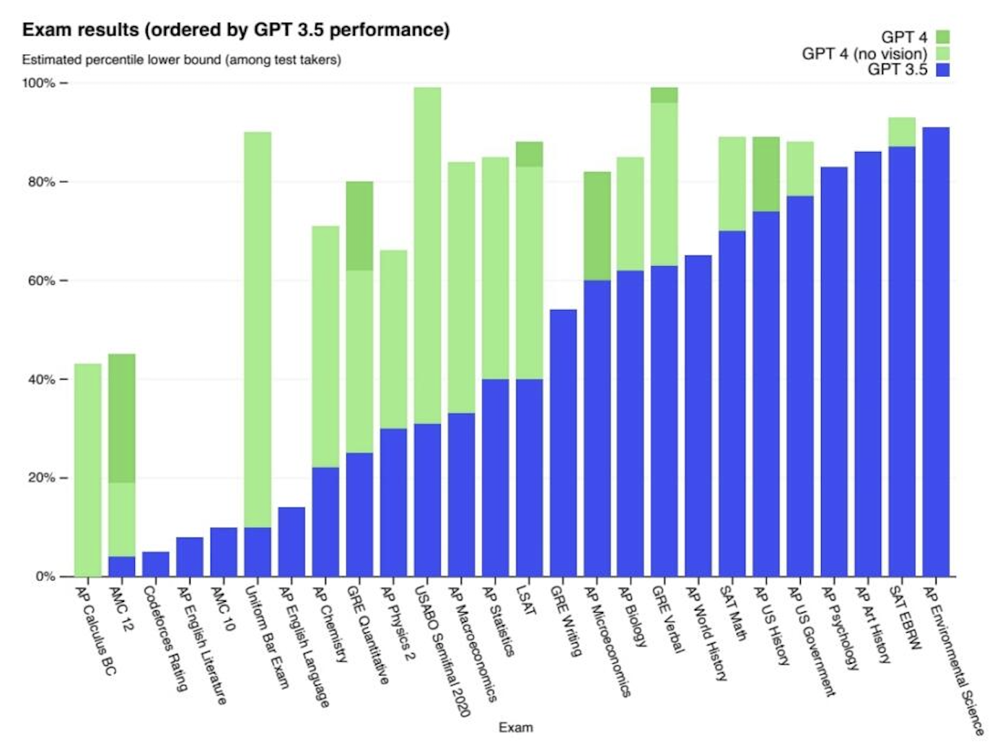 Exam results (ordered by GPT 3.5 performance)
Estimated percentile lower bound (among test takers)
GPT 4
GPT 4 (no vision)
GPT 3.5
100%
80%
60%
40%
20%
0%
AP Calculus BC
AMC 12
Codeforces Rating
AP English Literature
AMC 10
Uniform Bar Exam
AP English Language
AP Chemistry
GRE Quantitative
AP Physics 2
USABO Semifinal 2020
AP Macroeconomics
AP Statistics
LSAT
GRE Writing
AP Microeconomics
AP Biology
GRE Verbal
AP World History
SAT Math
AP US History
AP US Government
AP Psychology
AP Art History
SAT EBRW
AP Environmental Science
Exam